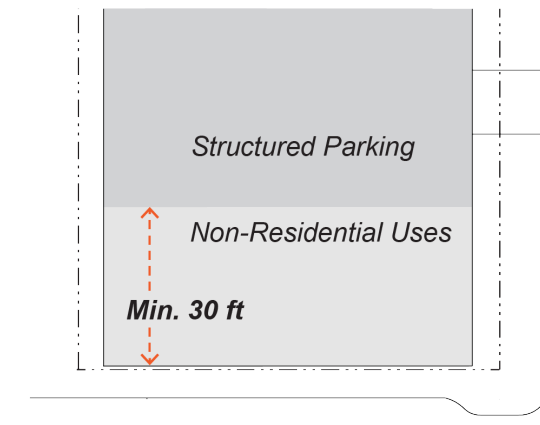 Structured Parking
Non-Residential Uses
Min. 30 ft